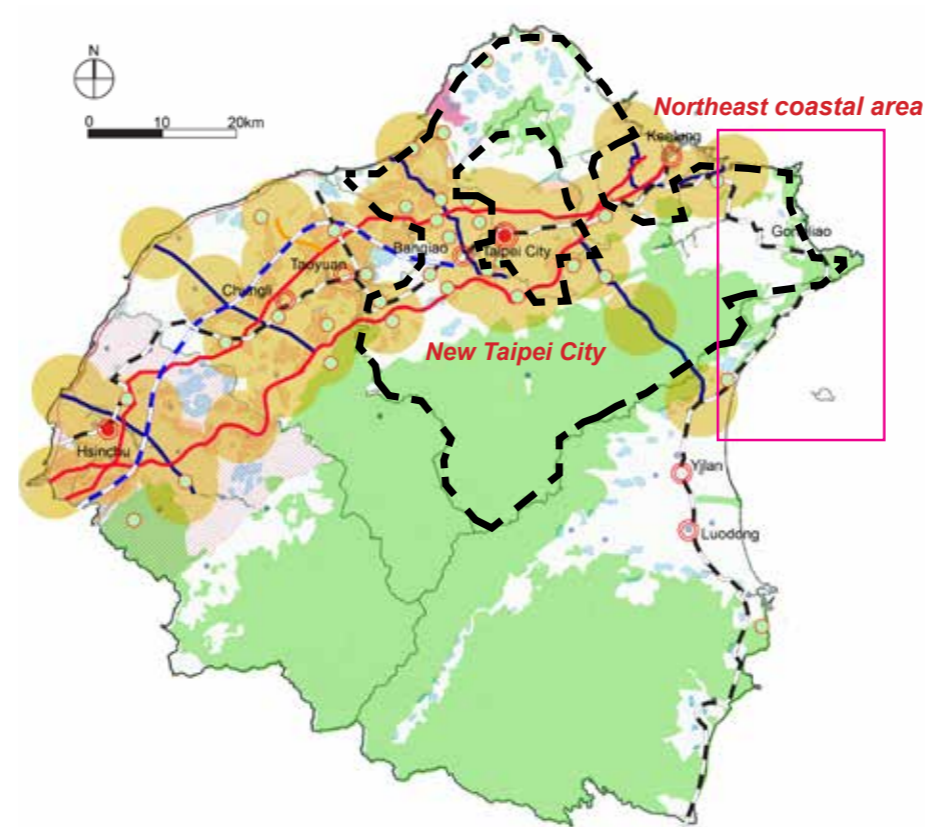 N
0 10 20km
Northeast coastal area
Keelung
Gongliao
Banqiao
Taipei City
Taoyuan
Chungli
New Taipei City
Hsinchu
Yilan
Luodong